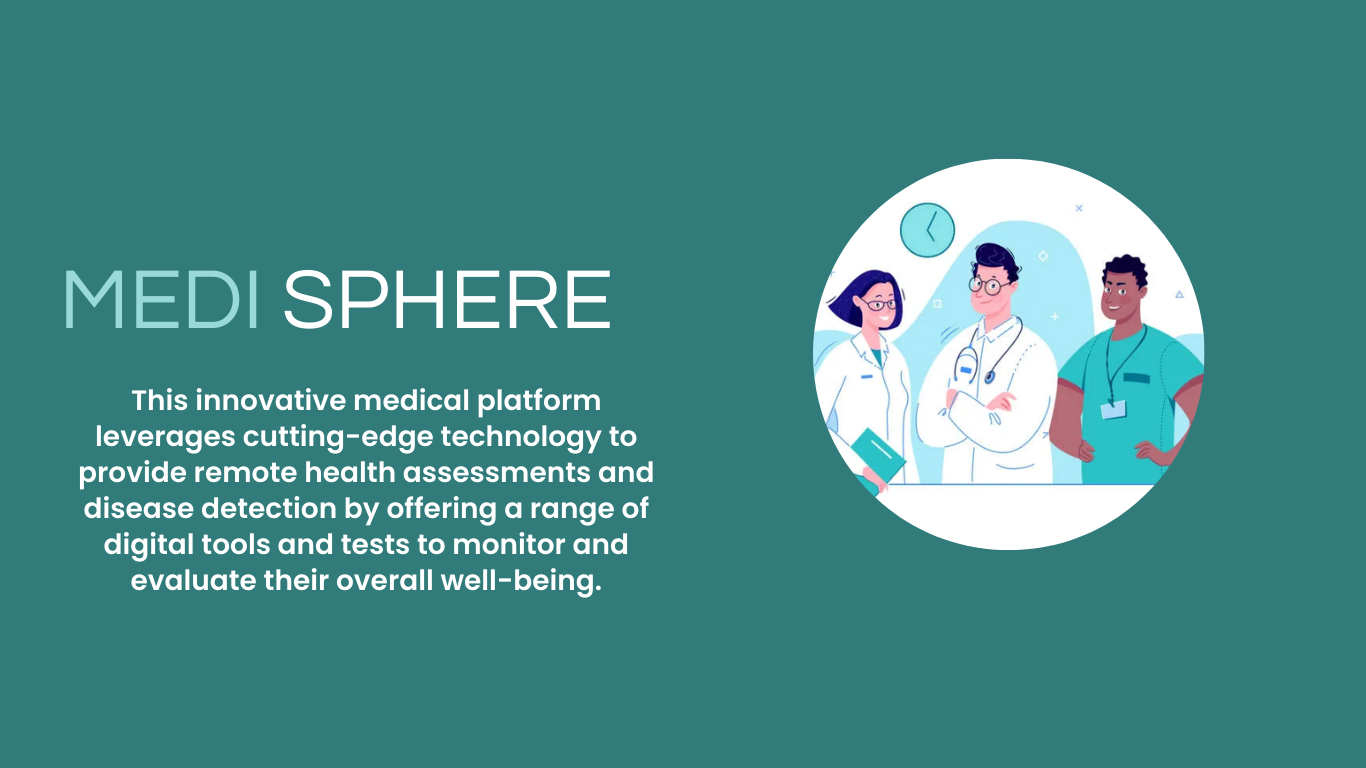 MEDI SPHERE
This innovative medical platform
leverages cutting-edge technology to
provide remote health assessments and
disease detection by offering a range of
digital tools and tests to monitor and
evaluate their overall well-being.